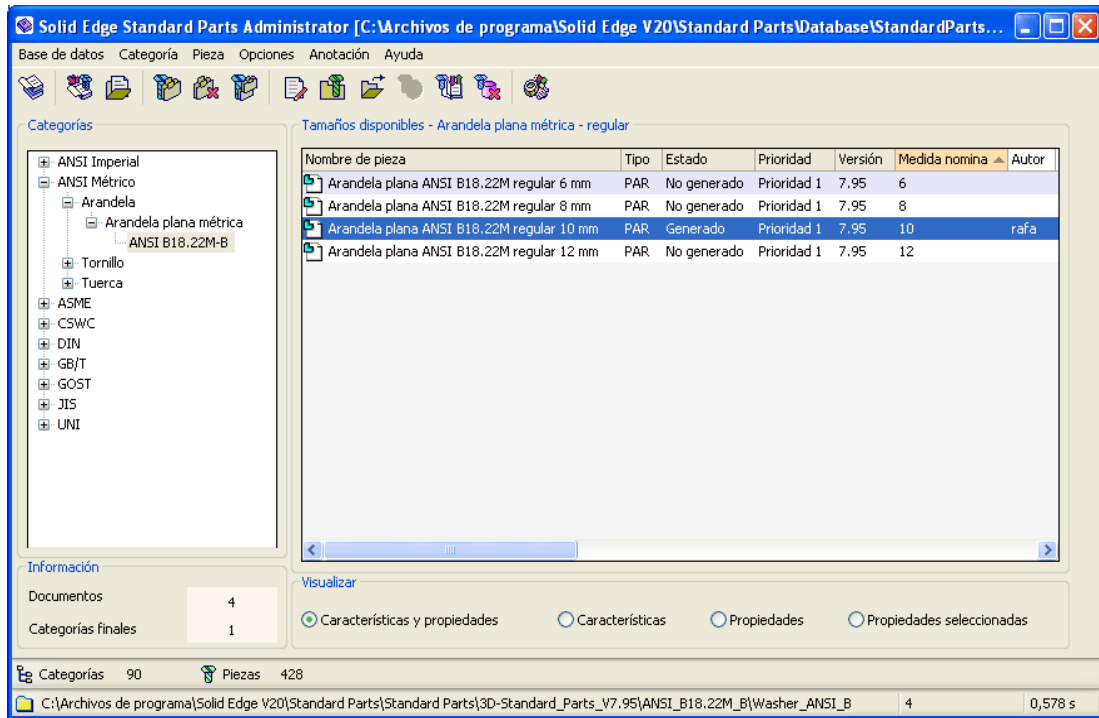 Solid Edge Standard Parts Administrator [C:\Archivos de programa\Solid Edge V20\Standard Parts\Database\StandardParts...
Base de datos Categoría Pieza Opciones Anotación Ayuda
Categorías
ANSI Imperial
ANSI Métrico
Arandela
Arandela plana métrica
ANSI B18.22M-B
Tornillo
Tuerca
ASME
CSWC
DIN
GB/T
GOST
JIS
UNI
Tamaños disponibles - Arandela plana métrica - regular
Nombre de pieza Tipo Estado Prioridad Versión Medida nomina Autor
Arandela plana ANSI B18.22M regular 6 mm PAR No generado Prioridad 1 7.95 6
Arandela plana ANSI B18.22M regular 8 mm PAR No generado Prioridad 1 7.95 8
Arandela plana ANSI B18.22M regular 10 mm PAR Generado Prioridad 1 7.95 10 rafa
Arandela plana ANSI B18.22M regular 12 mm PAR No generado Prioridad 1 7.95 12
Información
Documentos 4
Categorías finales 1
Visualizar
Características y propiedades Características Propiedades Propiedades seleccionadas
Categorías 90 Piezas 428
C:\Archivos de programa\Solid Edge V20\Standard Parts\Standard Parts\3D-Standard_Parts_V7.95\ANSI_B18.22M_B\Washer_ANSI_B 4 0,578 s